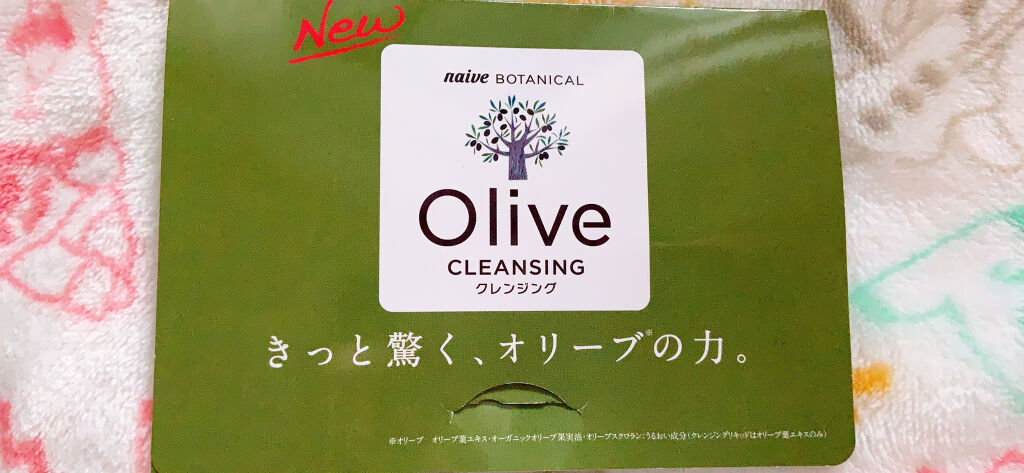 New
naive BOTANICAL
Olive
CLEANSING
クレンジング
きっと驚く、オリーブ※の力。
※オリーブ オリーブ葉エキス・オーガニックオリーブ果実油・オリーブスクワラン:うるおい成分(クレンジングリキッドはオリーブ葉エキスのみ)